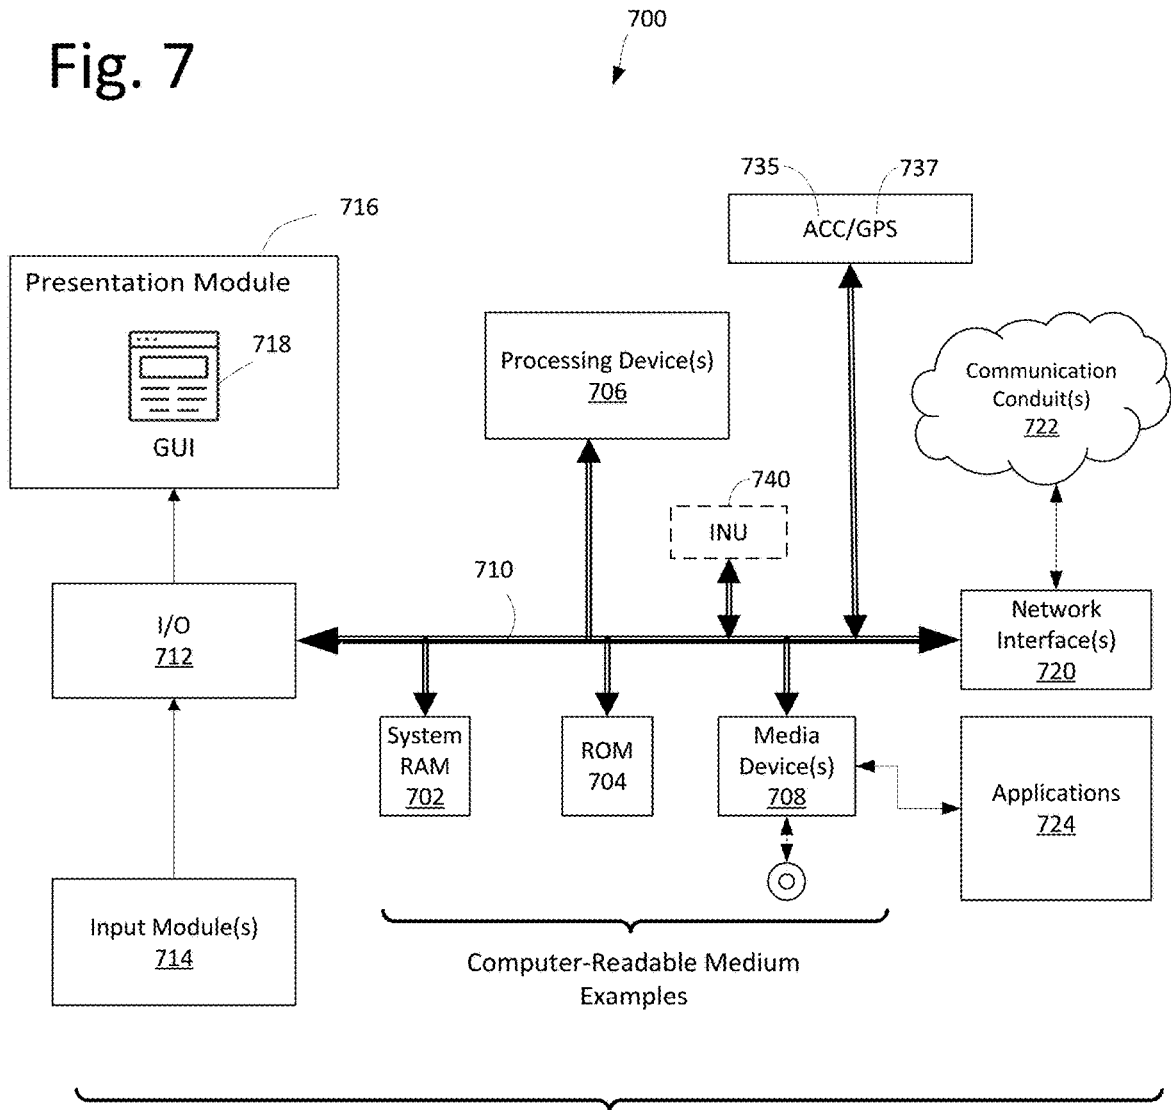 Fig. 7
700
735
737
ACC/GPS
716
Presentation Module
718
GUI
Processing Device(s)
706
Communication
Conduit(s)
722
740
INU
710
I/O
712
Network
Interface(s)
720
System
RAM
702
ROM
704
Media
Device(s)
708
Applications
724
Input Module(s)
714
Computer-Readable Medium
Examples